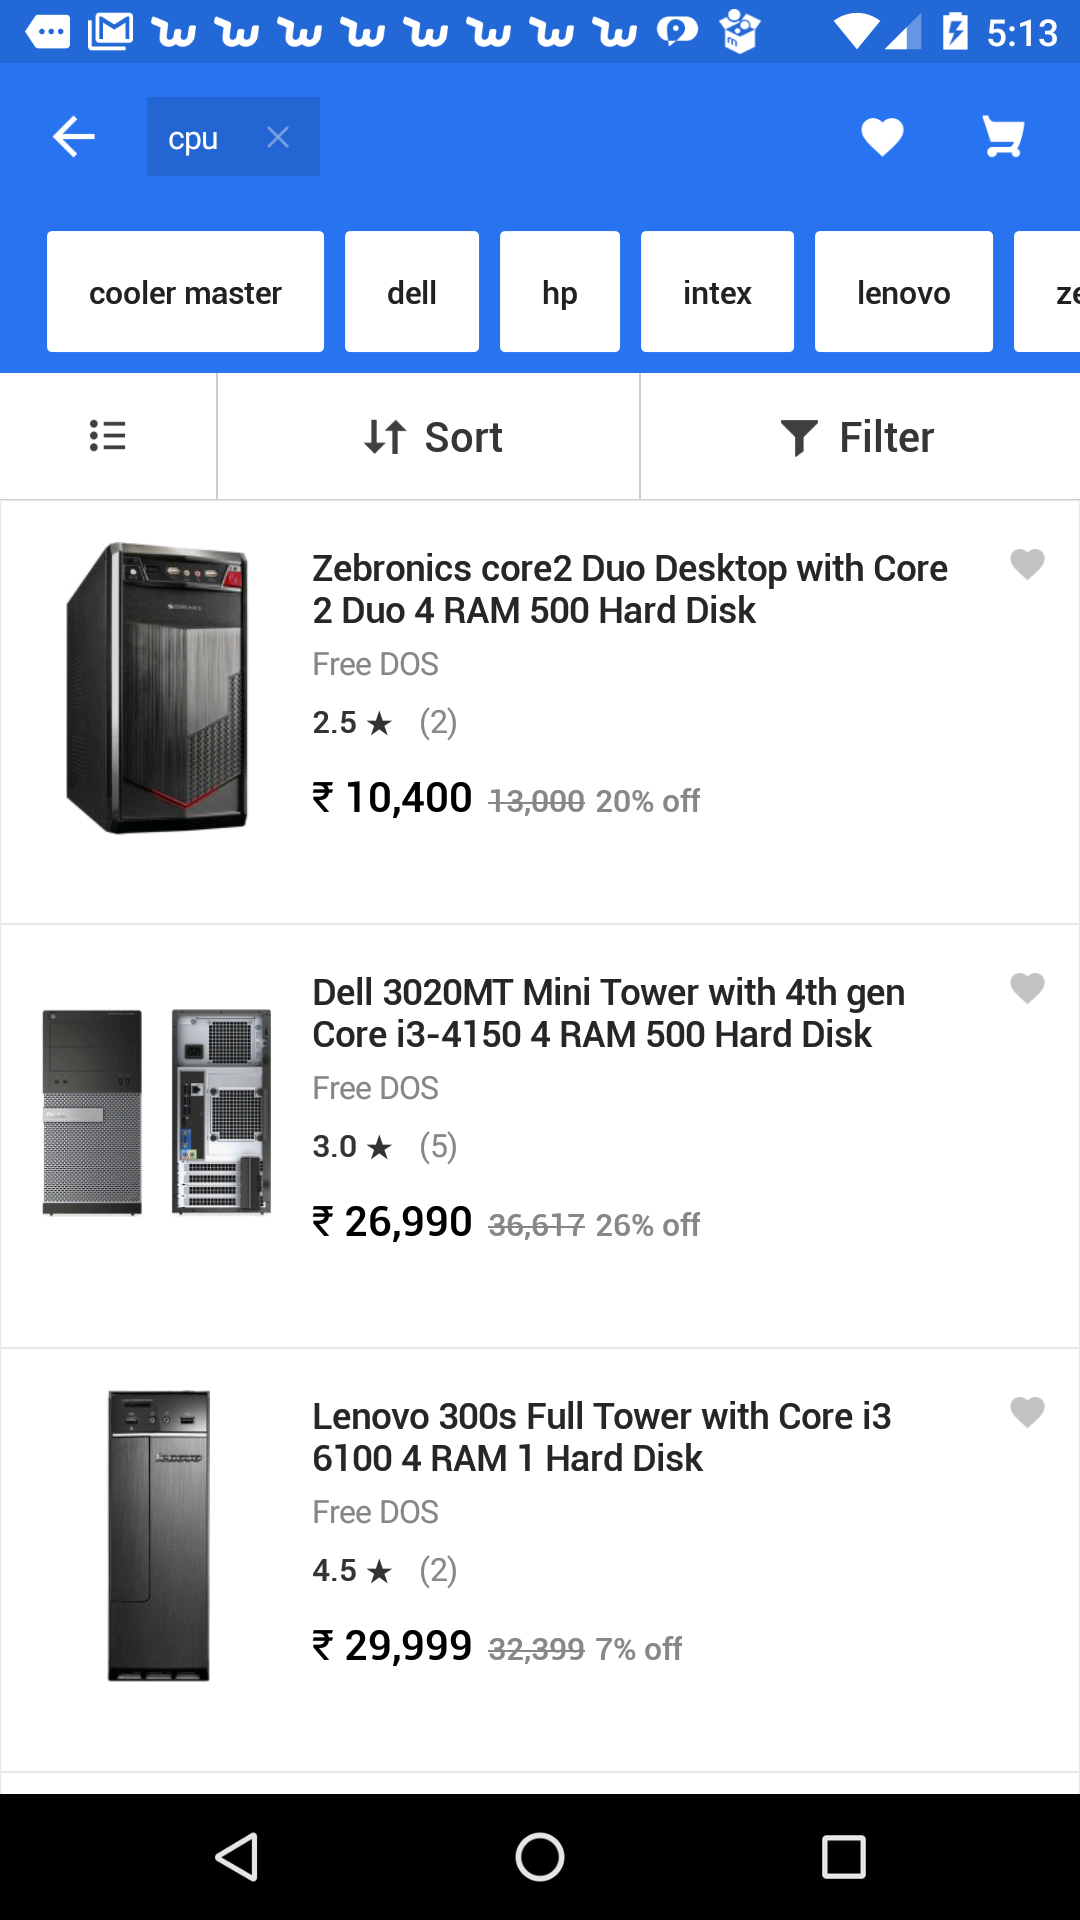 5:13
cpu
cooler master
dell
hp
intex
lenovo
ze
Sort
Filter
Zebronics core2 Duo Desktop with Core
2 Duo 4 RAM 500 Hard Disk
Free DOS
2.5 ★ (2)
₹ 10,400 13,000 20% off
Dell 3020MT Mini Tower with 4th gen
Core i3-4150 4 RAM 500 Hard Disk
Free DOS
3.0 ★ (5)
₹ 26,990 36,617 26% off
Lenovo
Lenovo 300s Full Tower with Core i3
6100 4 RAM 1 Hard Disk
Free DOS
4.5 ★ (2)
₹ 29,999 32,399 7% off